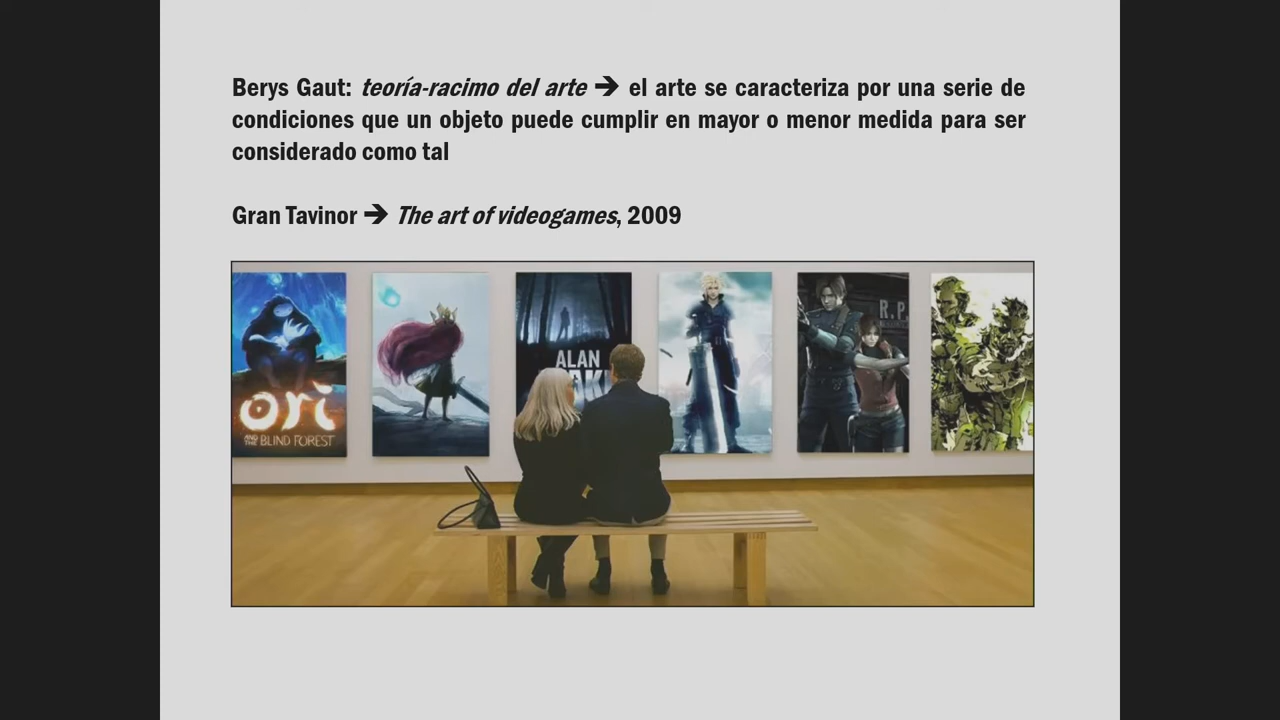 Berys Gaut: teoría-racimo del arte ➔ el arte se caracteriza por una serie de
condiciones que un objeto puede cumplir en mayor o menor medida para ser
considerado como tal
Gran Tavinor ➔ The art of videogames, 2009
ori
AND THE BLIND FOREST
ALAN
R.P.